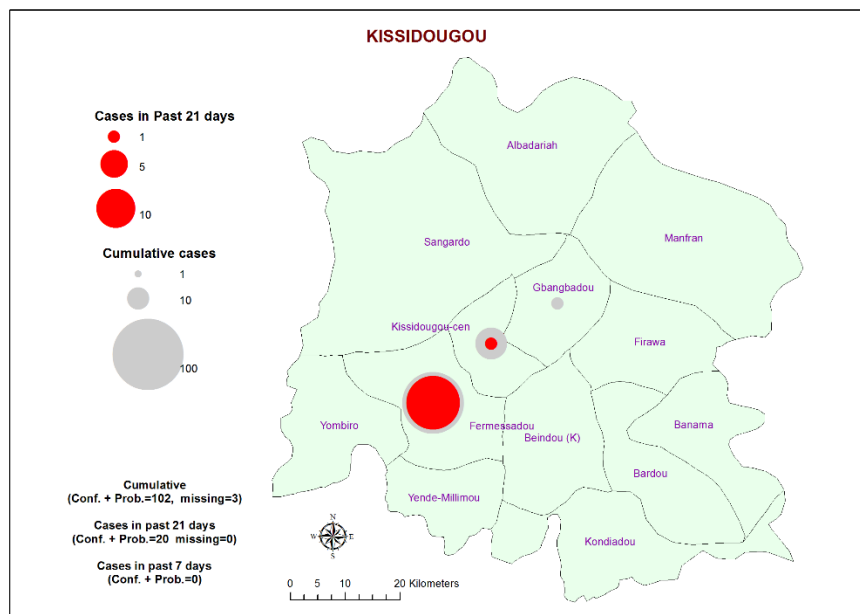 KISSIDOUGOU
Cases in Past 21 days
1
5
10
Cumulative cases
1
10
100
Albadariah
Manfran
Sangardo
Gbangbadou
Kissidougou-cen
Firawa
Yombiro
Fermessadou
Beindou (K)
Banama
Bardou
Yende-Millimou
Kondiadou
Cumulative
(Conf. + Prob.=102, missing=3)
Cases in past 21 days
(Conf. + Prob.=20 missing=0)
Cases in past 7 days
(Conf. + Prob.=0)
N
W E
S
0 5 10 20 Kilometers